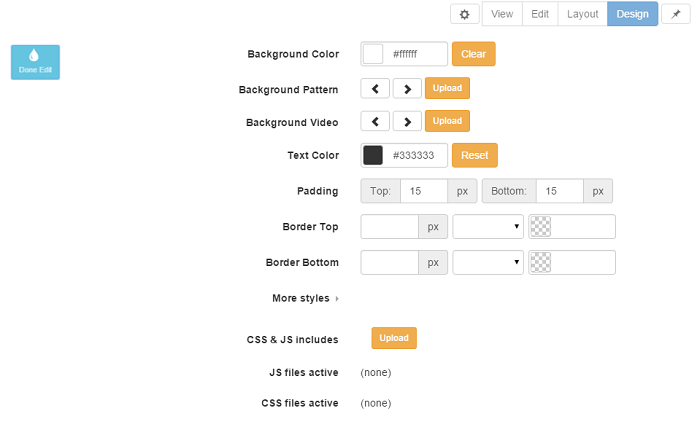 View Edit Layout Design
Done Edit
Background Color #ffffff Clear
Background Pattern Upload
Background Video Upload
Text Color #333333 Reset
Padding Top: 15 px Bottom: 15 px
Border Top px
Border Bottom px
More styles
CSS & JS includes Upload
JS files active (none)
CSS files active (none)